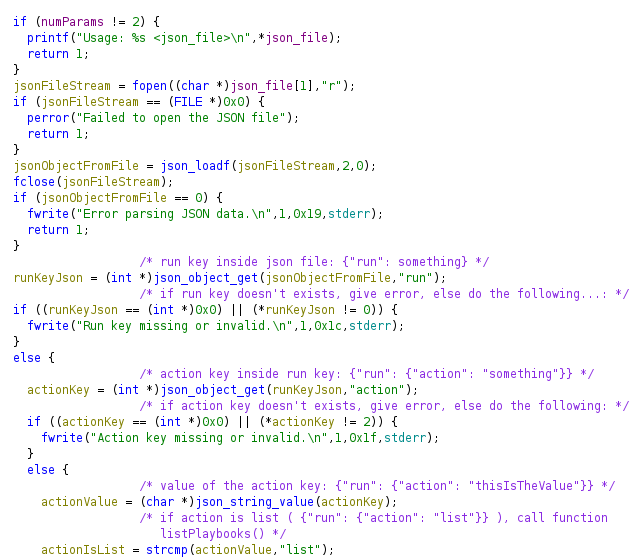 if (numParams != 2) {
printf("Usage: %s <json_file>\n",*json_file);
return 1;
}
jsonFileStream = fopen((char *)json_file[1],"r");
if (jsonFileStream == (FILE *)0x0) {
perror("Failed to open the JSON file");
return 1;
}
jsonObjectFromFile = json_loadf(jsonFileStream,2,0);
fclose(jsonFileStream);
if (jsonObjectFromFile == 0) {
fwrite("Error parsing JSON data.\n",1,0x19,stderr);
return 1;
}
/* run key inside json file: {"run": something} */
runKeyJson = (int *)json_object_get(jsonObjectFromFile,"run");
/* if run key doesn't exists, give error, else do the following...: */
if ((runKeyJson == (int *)0x0) || (*runKeyJson != 0)) {
fwrite("Run key missing or invalid.\n",1,0x1c,stderr);
}
else {
/* action key inside run key: {"run": {"action": "something"}} */
actionKey = (int *)json_object_get(runKeyJson,"action");
/* if action key doesn't exists, give error, else do the following: */
if ((actionKey == (int *)0x0) || (*actionKey != 2)) {
fwrite("Action key missing or invalid.\n",1,0x1f,stderr);
}
else {
/* value of the action key: {"run": {"action": "thisIsTheValue"}} */
actionValue = (char *)json_string_value(actionKey);
/* if action is list ( {"run": {"action": "list"}} ), call function
listPlaybooks() */
actionIsList = strcmp(actionValue,"list");